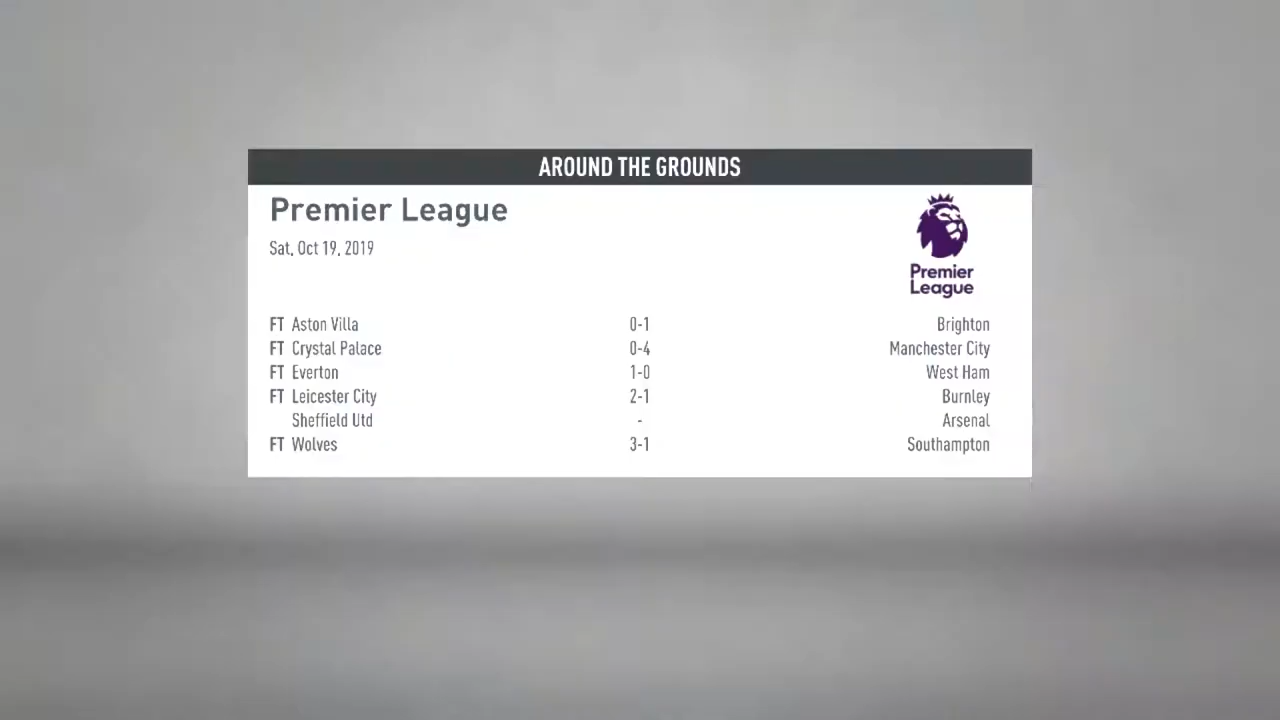 AROUND THE GROUNDS
Premier League
Sat, Oct 19, 2019
Premier
League
FT Aston Villa 0-1 Brighton
FT Crystal Palace 0-4 Manchester City
FT Everton 1-0 West Ham
FT Leicester City 2-1 Burnley
Sheffield Utd - Arsenal
FT Wolves 3-1 Southampton